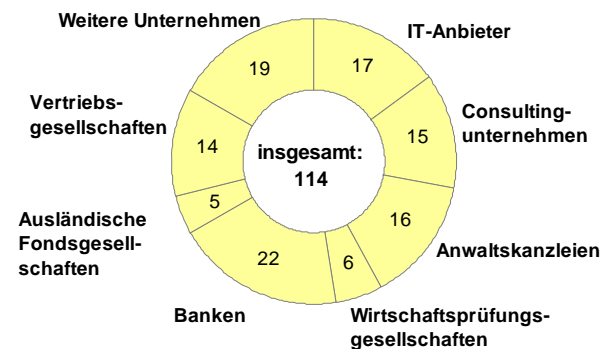 Weitere Unternehmen
19
IT-Anbieter
17
Consulting-
unternehmen
15
Anwaltskanzleien
16
Wirtschaftsprüfungs-
gesellschaften
6
Banken
22
Ausländische
Fondsgesell-
schaften
5
Vertriebs-
gesellschaften
14
insgesamt:
114